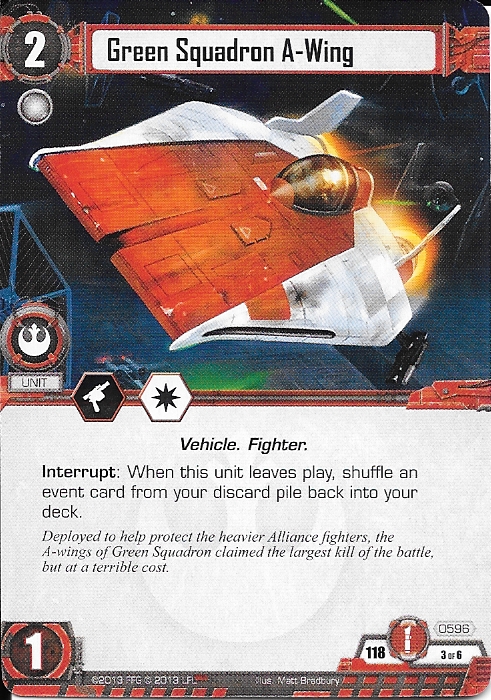 2
Green Squadron A-Wing
UNIT
Vehicle. Fighter.
Interrupt: When this unit leaves play, shuffle an
event card from your discard pile back into your
deck.
Deployed to help protect the heavier Alliance fighters, the
A-wings of Green Squadron claimed the largest kill of the battle,
but at a terrible cost.
1
0596
118
3 OF 6
©2013 FFG © 2013 LFL
Illus. Matt Bradbury